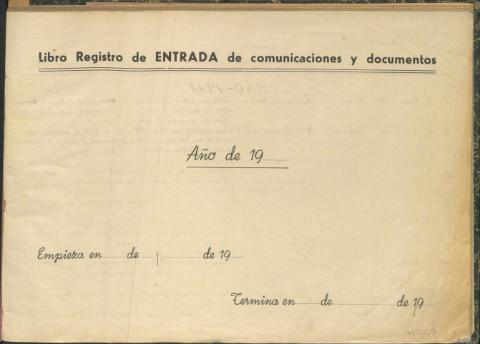 Libro Registro de ENTRADA de comunicaciones y documentos
Año de 19
Empieza en de de 19
Termina en de de 19